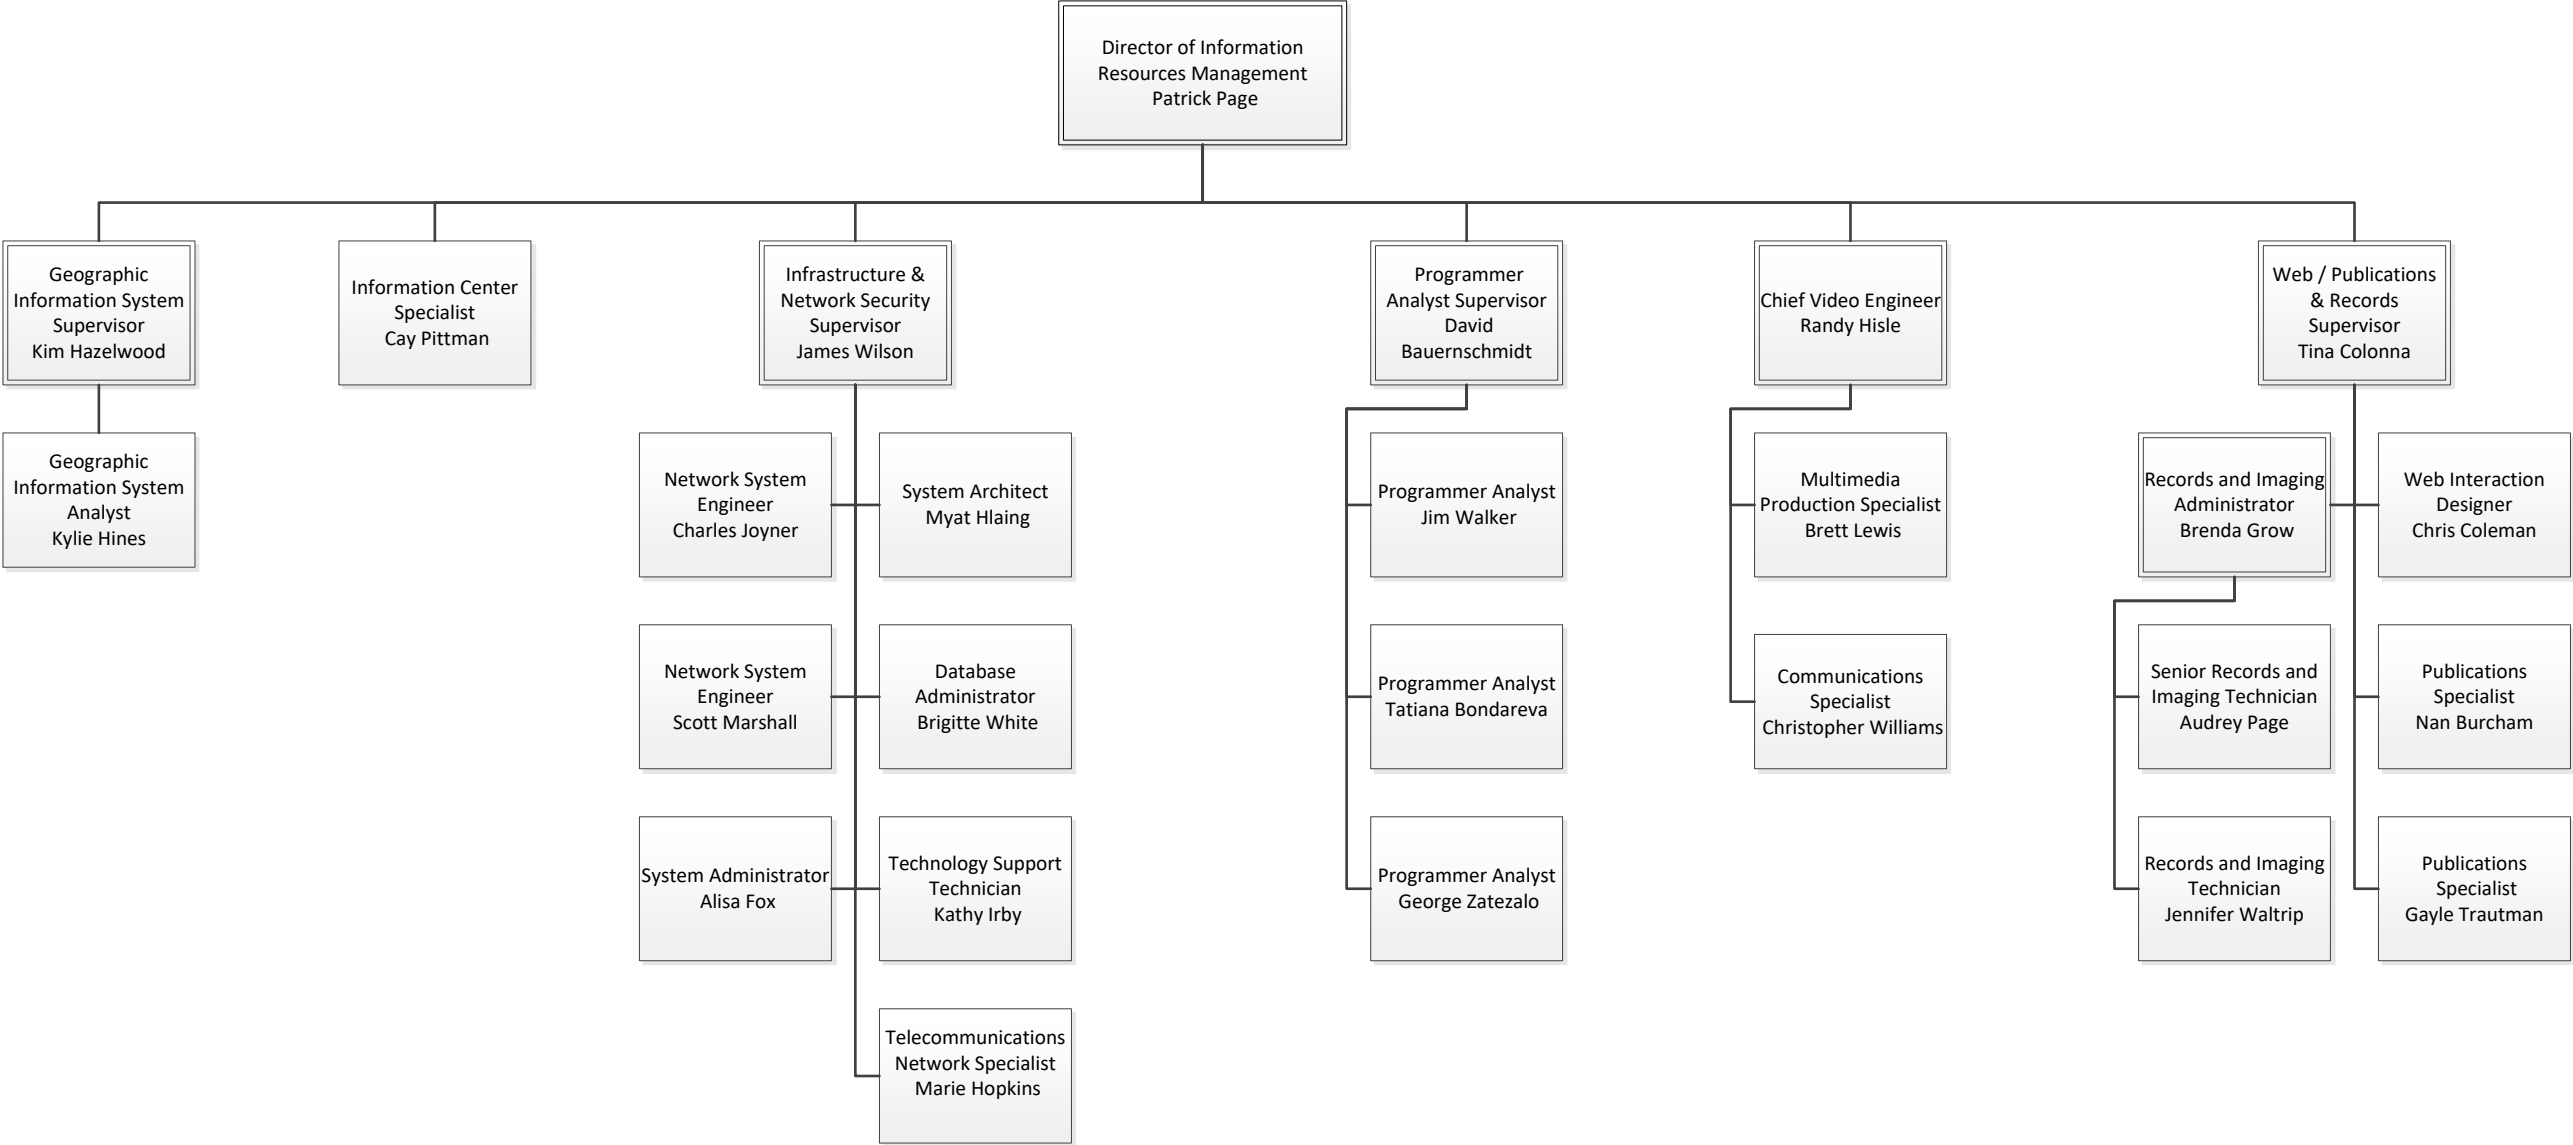 Director of Information
Resources Management
Patrick Page
Geographic
Information System
Supervisor
Kim Hazelwood
Information Center
Specialist
Cay Pittman
Infrastructure &
Network Security
Supervisor
James Wilson
Programmer
Analyst Supervisor
David
Bauernschmidt
Chief Video Engineer
Randy Hisle
Web / Publications
& Records
Supervisor
Tina Colonna
Geographic
Information System
Analyst
Kylie Hines
Network System
Engineer
Charles Joyner
System Architect
Myat Hlaing
Programmer Analyst
Jim Walker
Multimedia
Production Specialist
Brett Lewis
Records and Imaging
Administrator
Brenda Grow
Web Interaction
Designer
Chris Coleman
Network System
Engineer
Scott Marshall
Database
Administrator
Brigitte White
Programmer Analyst
Tatiana Bondareva
Communications
Specialist
Christopher Williams
Senior Records and
Imaging Technician
Audrey Page
Publications
Specialist
Nan Burcham
System Administrator
Alisa Fox
Technology Support
Technician
Kathy Irby
Programmer Analyst
George Zatezalo
Records and Imaging
Technician
Jennifer Waltrip
Publications
Specialist
Gayle Trautman
Telecommunications
Network Specialist
Marie Hopkins